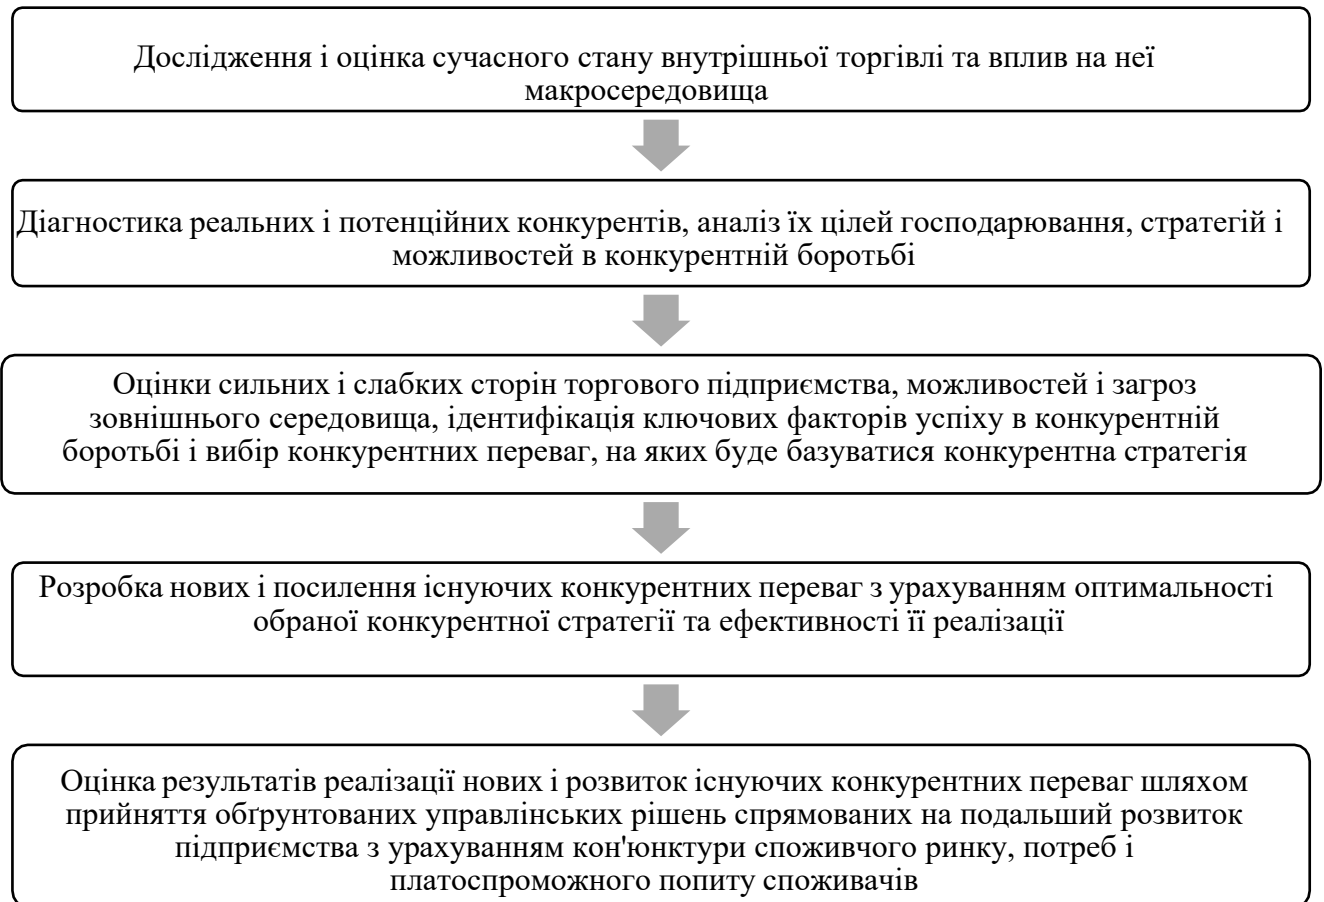 Дослідження і оцінка сучасного стану внутрішньої торгівлі та вплив на неї
макросередовища
Діагностика реальних і потенційних конкурентів, аналіз їх цілей господарювання, стратегій і
можливостей в конкурентній боротьбі
Оцінки сильних і слабких сторін торгового підприємства, можливостей і загроз
зовнішнього середовища, ідентифікація ключових факторів успіху в конкурентній
боротьбі і вибір конкурентних переваг, на яких буде базуватися конкурентна стратегія
Розробка нових і посилення існуючих конкурентних переваг з урахуванням оптимальності
обраної конкурентної стратегії та ефективності її реалізації
Оцінка результатів реалізації нових і розвиток існуючих конкурентних переваг шляхом
прийняття обґрунтованих управлінських рішень спрямованих на подальший розвиток
підприємства з урахуванням кон'юнктури споживчого ринку, потреб і
платоспроможного попиту споживачів